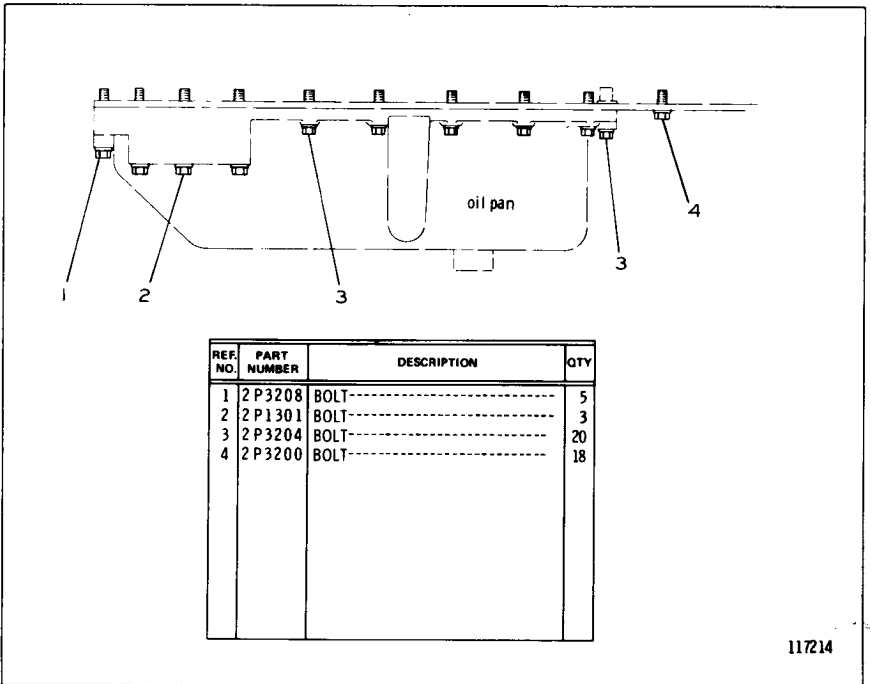 oil pan
1 2 3 3 4
REF. NO. PART NUMBER DESCRIPTION QTY
1 2P3208 BOLT 5
2 2P1301 BOLT 3
3 2P3204 BOLT 20
4 2P3200 BOLT 18
117214